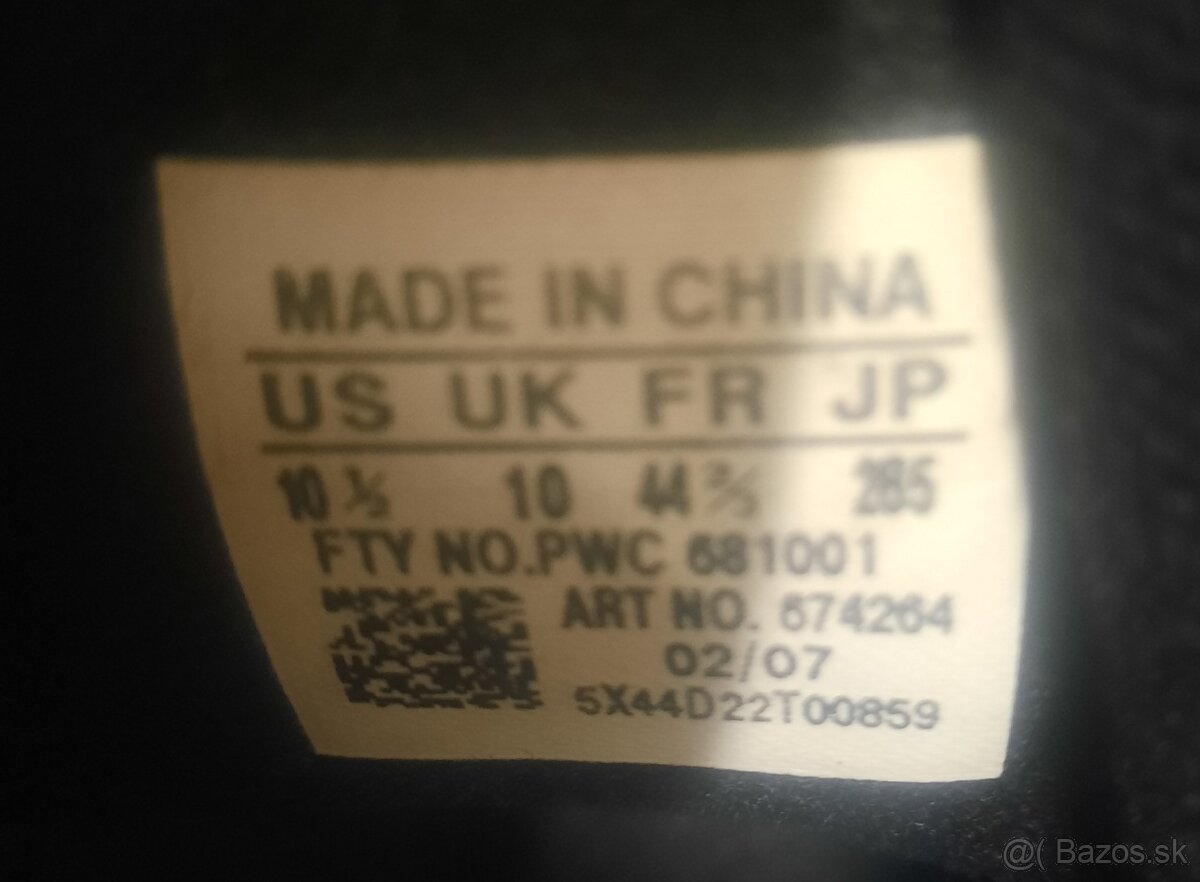 MADE IN CHINA
US UK FR JP
10 ½ 10 44 ⅔ 285
FTY NO.PWC 681001
ART NO. 674264
02/07
5X44D22T00859
@( Bazos.sk